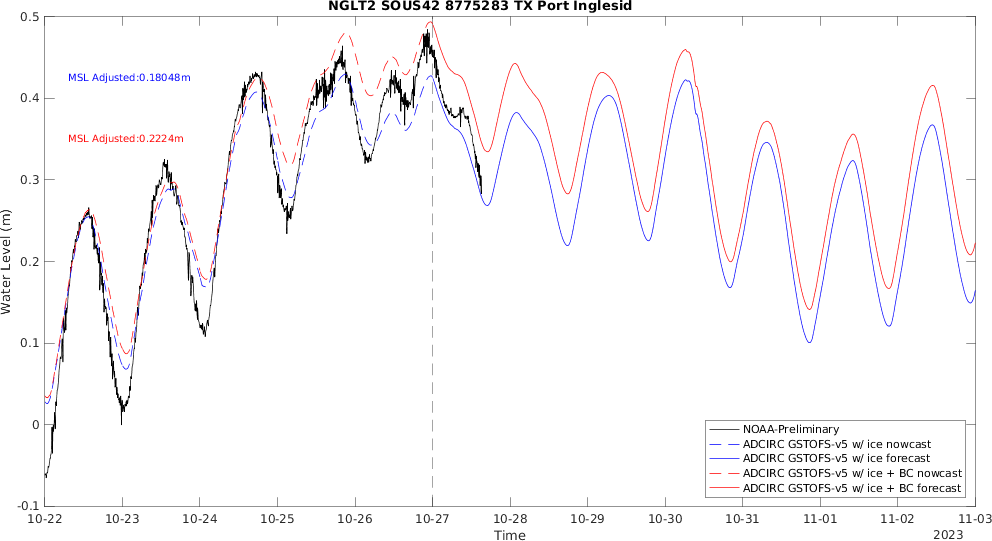 NGLT2 SOUS42 8775283 TX Port Inglesid
0.5
MSL Adjusted:0.18048m
0.4
MSL Adjusted:0.2224m
0.3
Water Level (m)
0.2
0.1
0
-0.1
NOAA-Preliminary
ADCIRC GSTOFS-v5 w/ ice nowcast
ADCIRC GSTOFS-v5 w/ ice forecast
ADCIRC GSTOFS-v5 w/ ice + BC nowcast
ADCIRC GSTOFS-v5 w/ ice + BC forecast
10-22 10-23 10-24 10-25 10-26 10-27 10-28 10-29 10-30 10-31 11-01 11-02 11-03
Time
2023